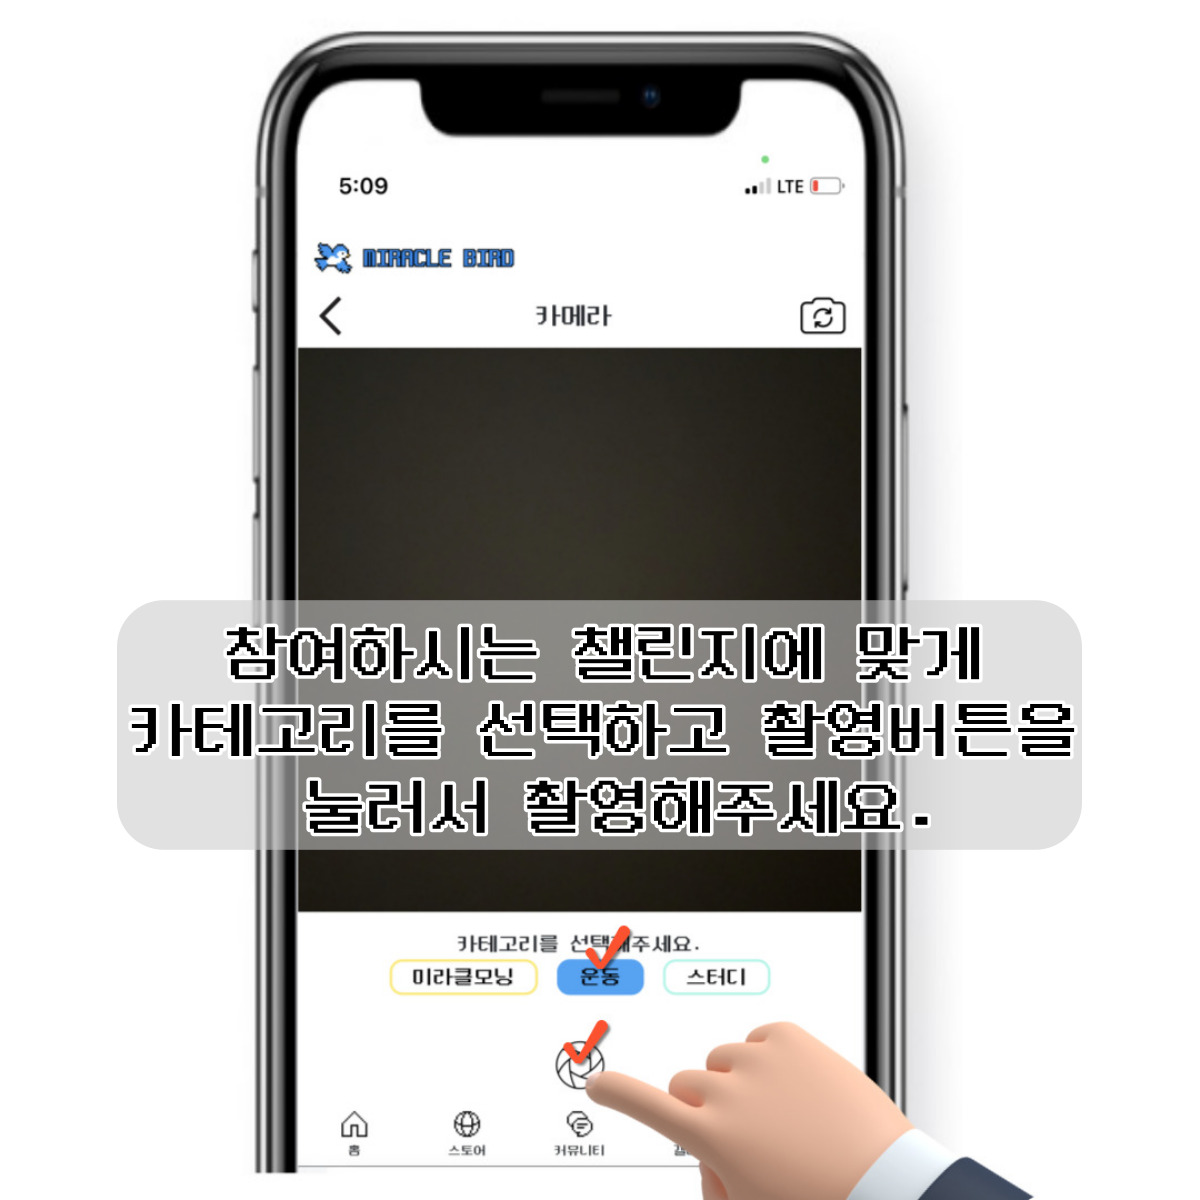 5:09
LTE
MIRACLE BIRD
카메라
참여하시는 챌린지에 맞게
카테고리를 선택하고 촬영버튼을
눌러서 촬영해주세요.
카테고리를 선택해주세요.
미라클모닝 운동 스터디
홈 스토어 커뮤니티